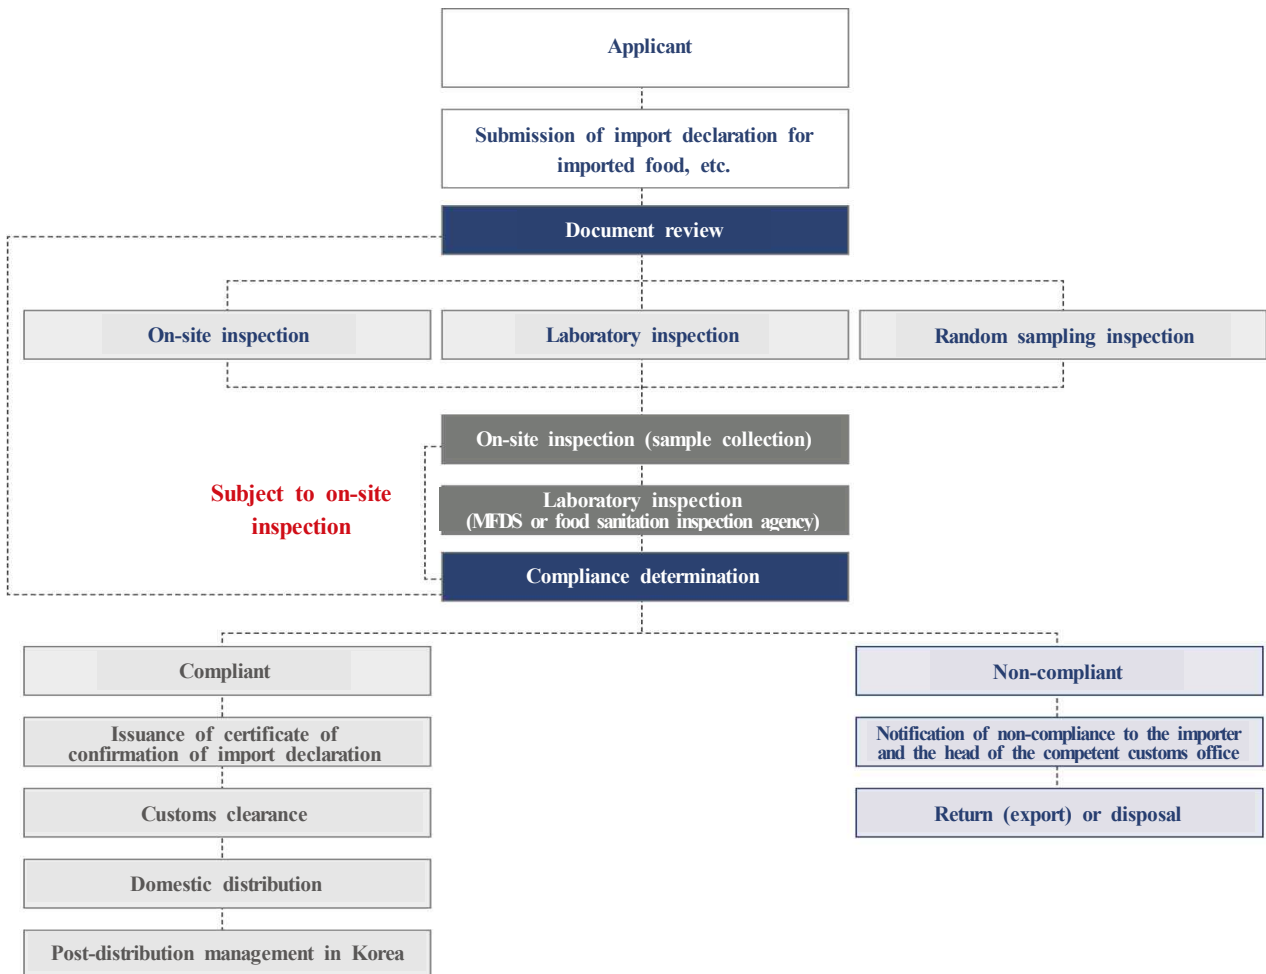 Applicant
Submission of import declaration for
imported food, etc.
Document review
On-site inspection
Laboratory inspection
Random sampling inspection
On-site inspection (sample collection)
Subject to on-site
inspection
Laboratory inspection
(MFDS or food sanitation inspection agency)
Compliance determination
Compliant
Non-compliant
Issuance of certificate of
confirmation of import declaration
Notification of non-compliance to the importer
and the head of the competent customs office
Customs clearance
Return (export) or disposal
Domestic distribution
Post-distribution management in Korea